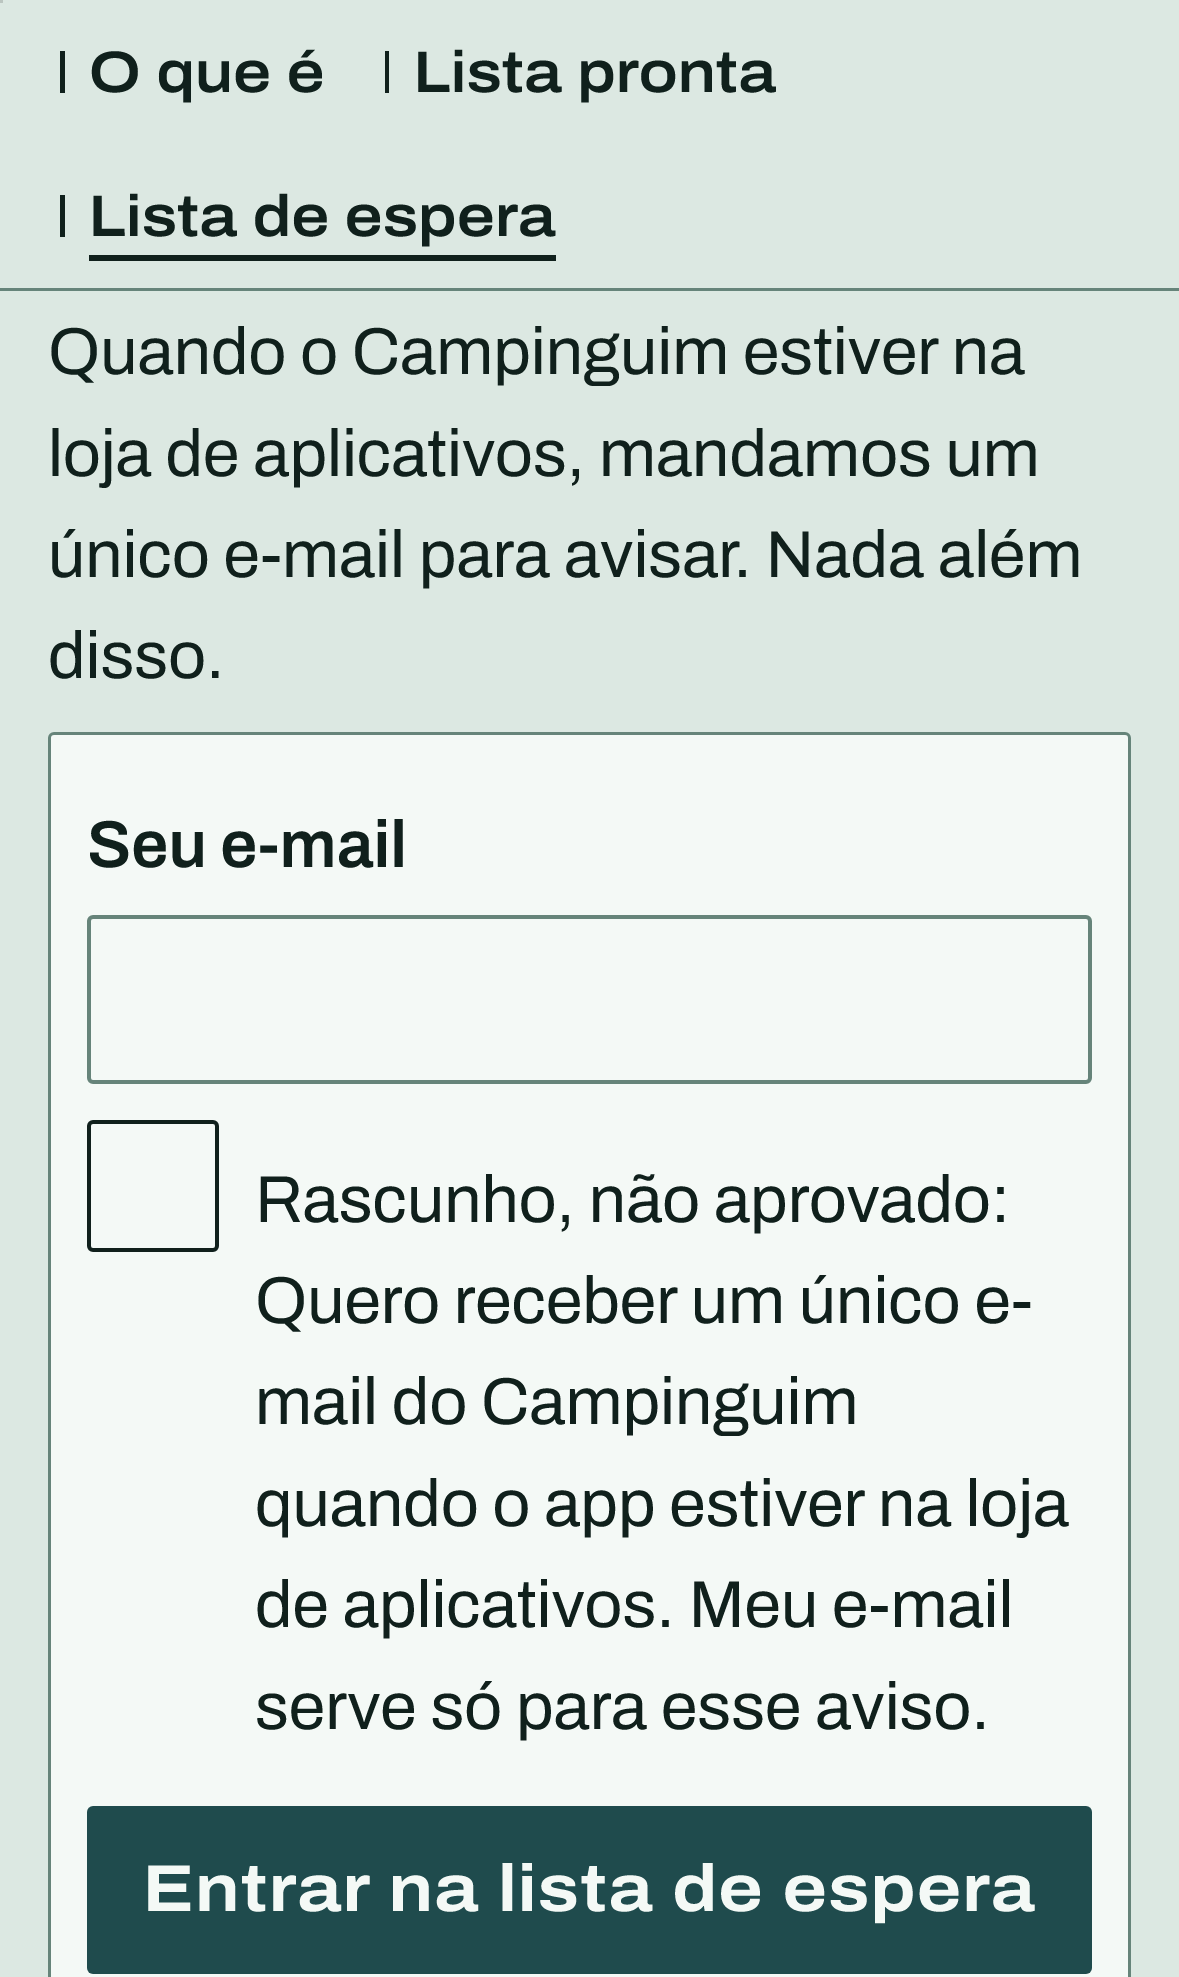 O que é
Lista pronta
Lista de espera
Quando o Campinguim estiver na
loja de aplicativos, mandamos um
único e-mail para avisar. Nada além
disso.
Seu e-mail
Rascunho, não aprovado:
Quero receber um único e-
mail do Campinguim
quando o app estiver na loja
de aplicativos. Meu e-mail
serve só para esse aviso.
Entrar na lista de espera